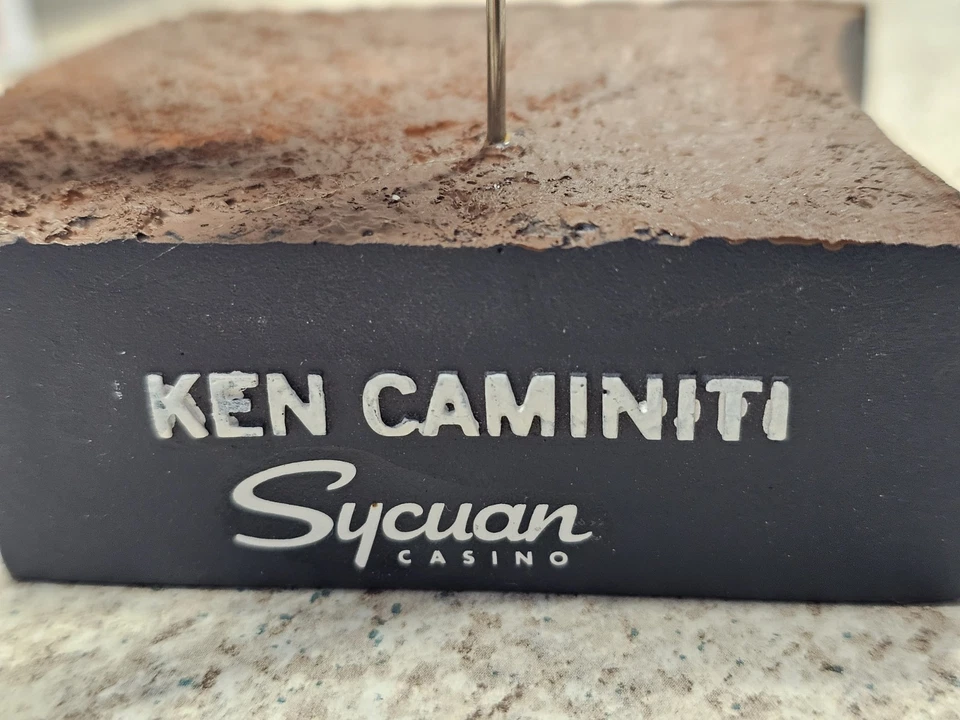 KEN CAMINITI
Sycuan
CASINO